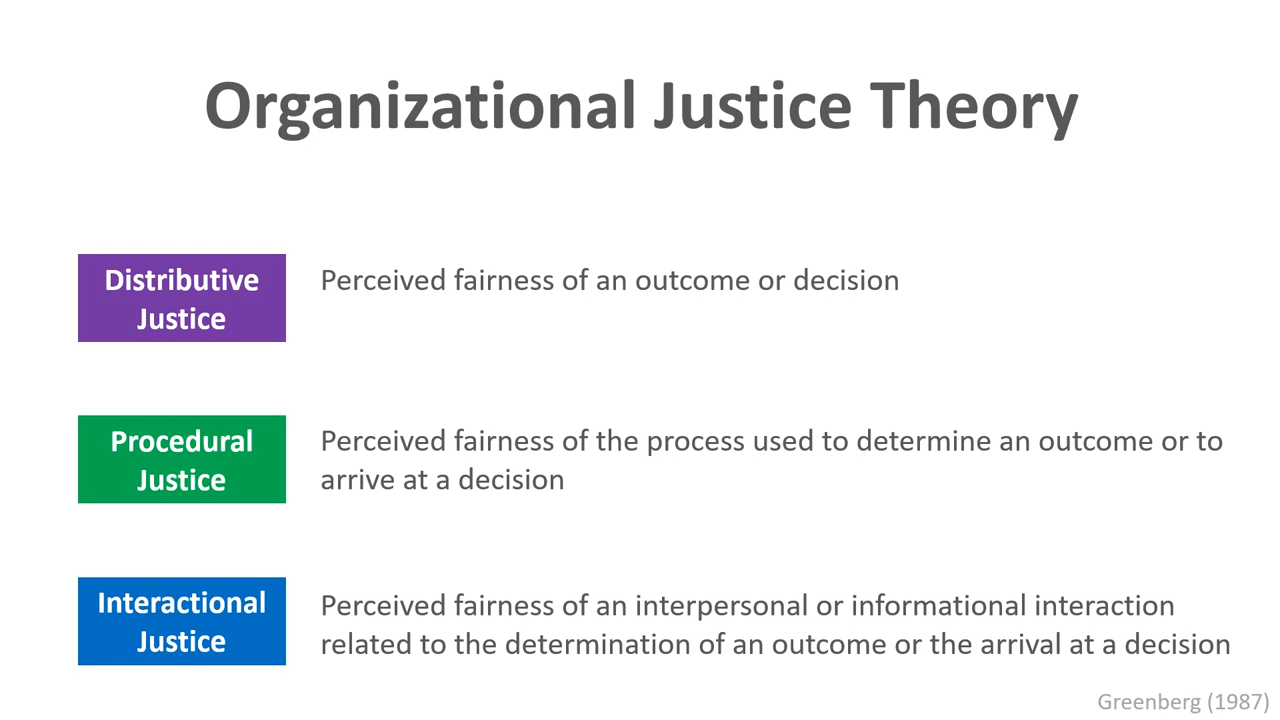 Organizational Justice Theory
Distributive
Justice
Perceived fairness of an outcome or decision
Procedural
Justice
Perceived fairness of the process used to determine an outcome or to
arrive at a decision
Interactional
Justice
Perceived fairness of an interpersonal or informational interaction
related to the determination of an outcome or the arrival at a decision
Greenberg (1987)